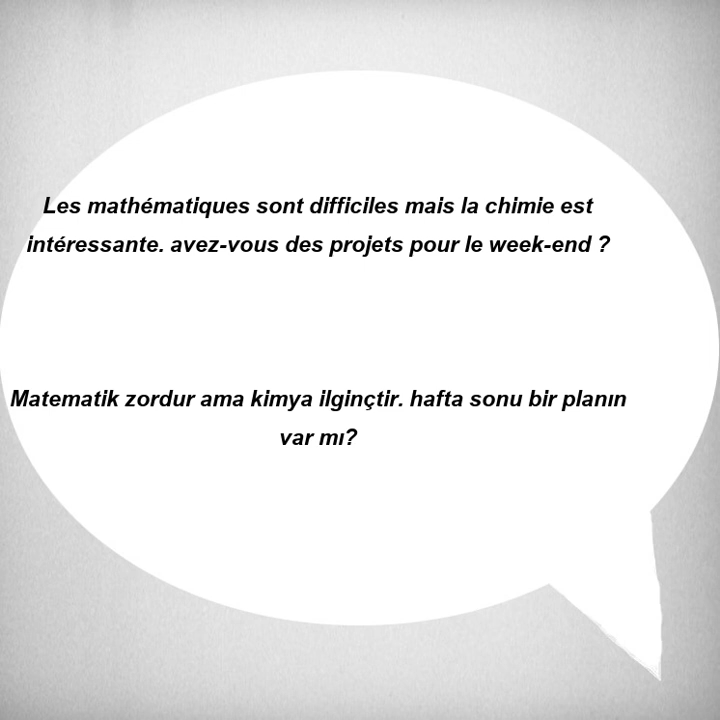 Les mathématiques sont difficiles mais la chimie est
intéressante. avez-vous des projets pour le week-end ?
Matematik zordur ama kimya ilginçtir. hafta sonu bir planın
var mı?